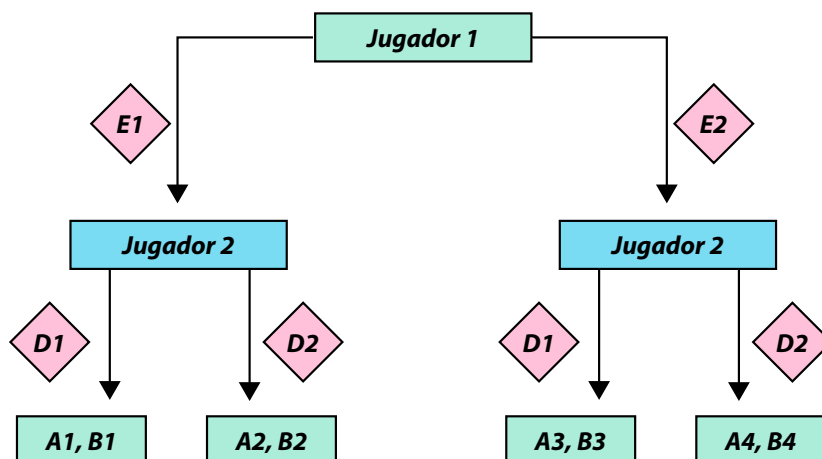 Jugador 1
E1
E2
Jugador 2
Jugador 2
D1
D2
D1
D2
A1, B1
A2, B2
A3, B3
A4, B4